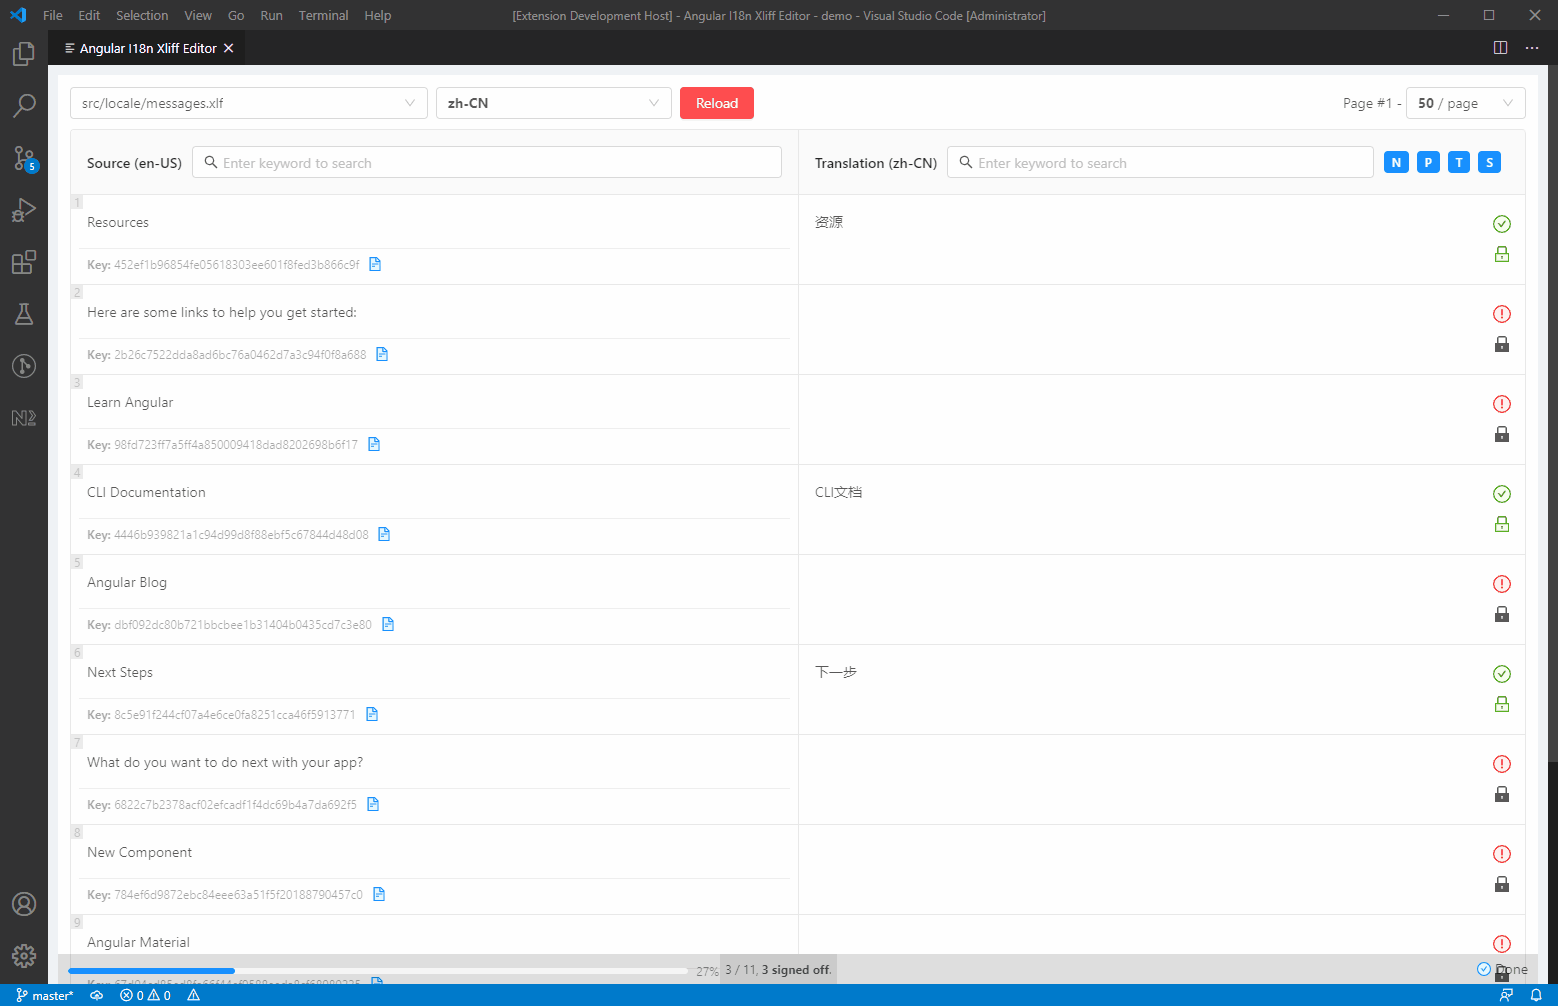 File Edit Selection View Go Run Terminal Help [Extension Development Host] - Angular I18n Xliff Editor - demo - Visual Studio Code [Administrator]
Angular I18n Xliff Editor
src/locale/messages.xlf zh-CN Reload Page #1 - 50 / page
Source (en-US) Enter keyword to search Translation (zh-CN) Enter keyword to search N P T S
1
Resources 资源
Key: 452ef1b96854fe05618303ee601f8fed3b866c9f
2
Here are some links to help you get started:
Key: 2b26c7522dda8ad6bc76a0462d7a3c94f0f8a688
3
Learn Angular
Key: 98fd723ff7a5ff4a850009418dad8202698b6f17
4
CLI Documentation CLI文档
Key: 4446b939821a1c94d99d8f88ebf5c67844d48d08
5
Angular Blog
Key: dbf092dc80b721bbcbee1b31404b0435cd7c3e80
6
Next Steps 下一步
Key: 8c5e91f244cf07a4e6ce0fa8251cca46f5913771
7
What do you want to do next with your app?
Key: 6822c7b2378acf02efcadf1f4dc69b4a7da692f5
8
New Component
Key: 784ef6d9872ebc84eee63a51f5f20188790457c0
9
Angular Material
27% 3 / 11, 3 signed off. Done
5
master* 0 0